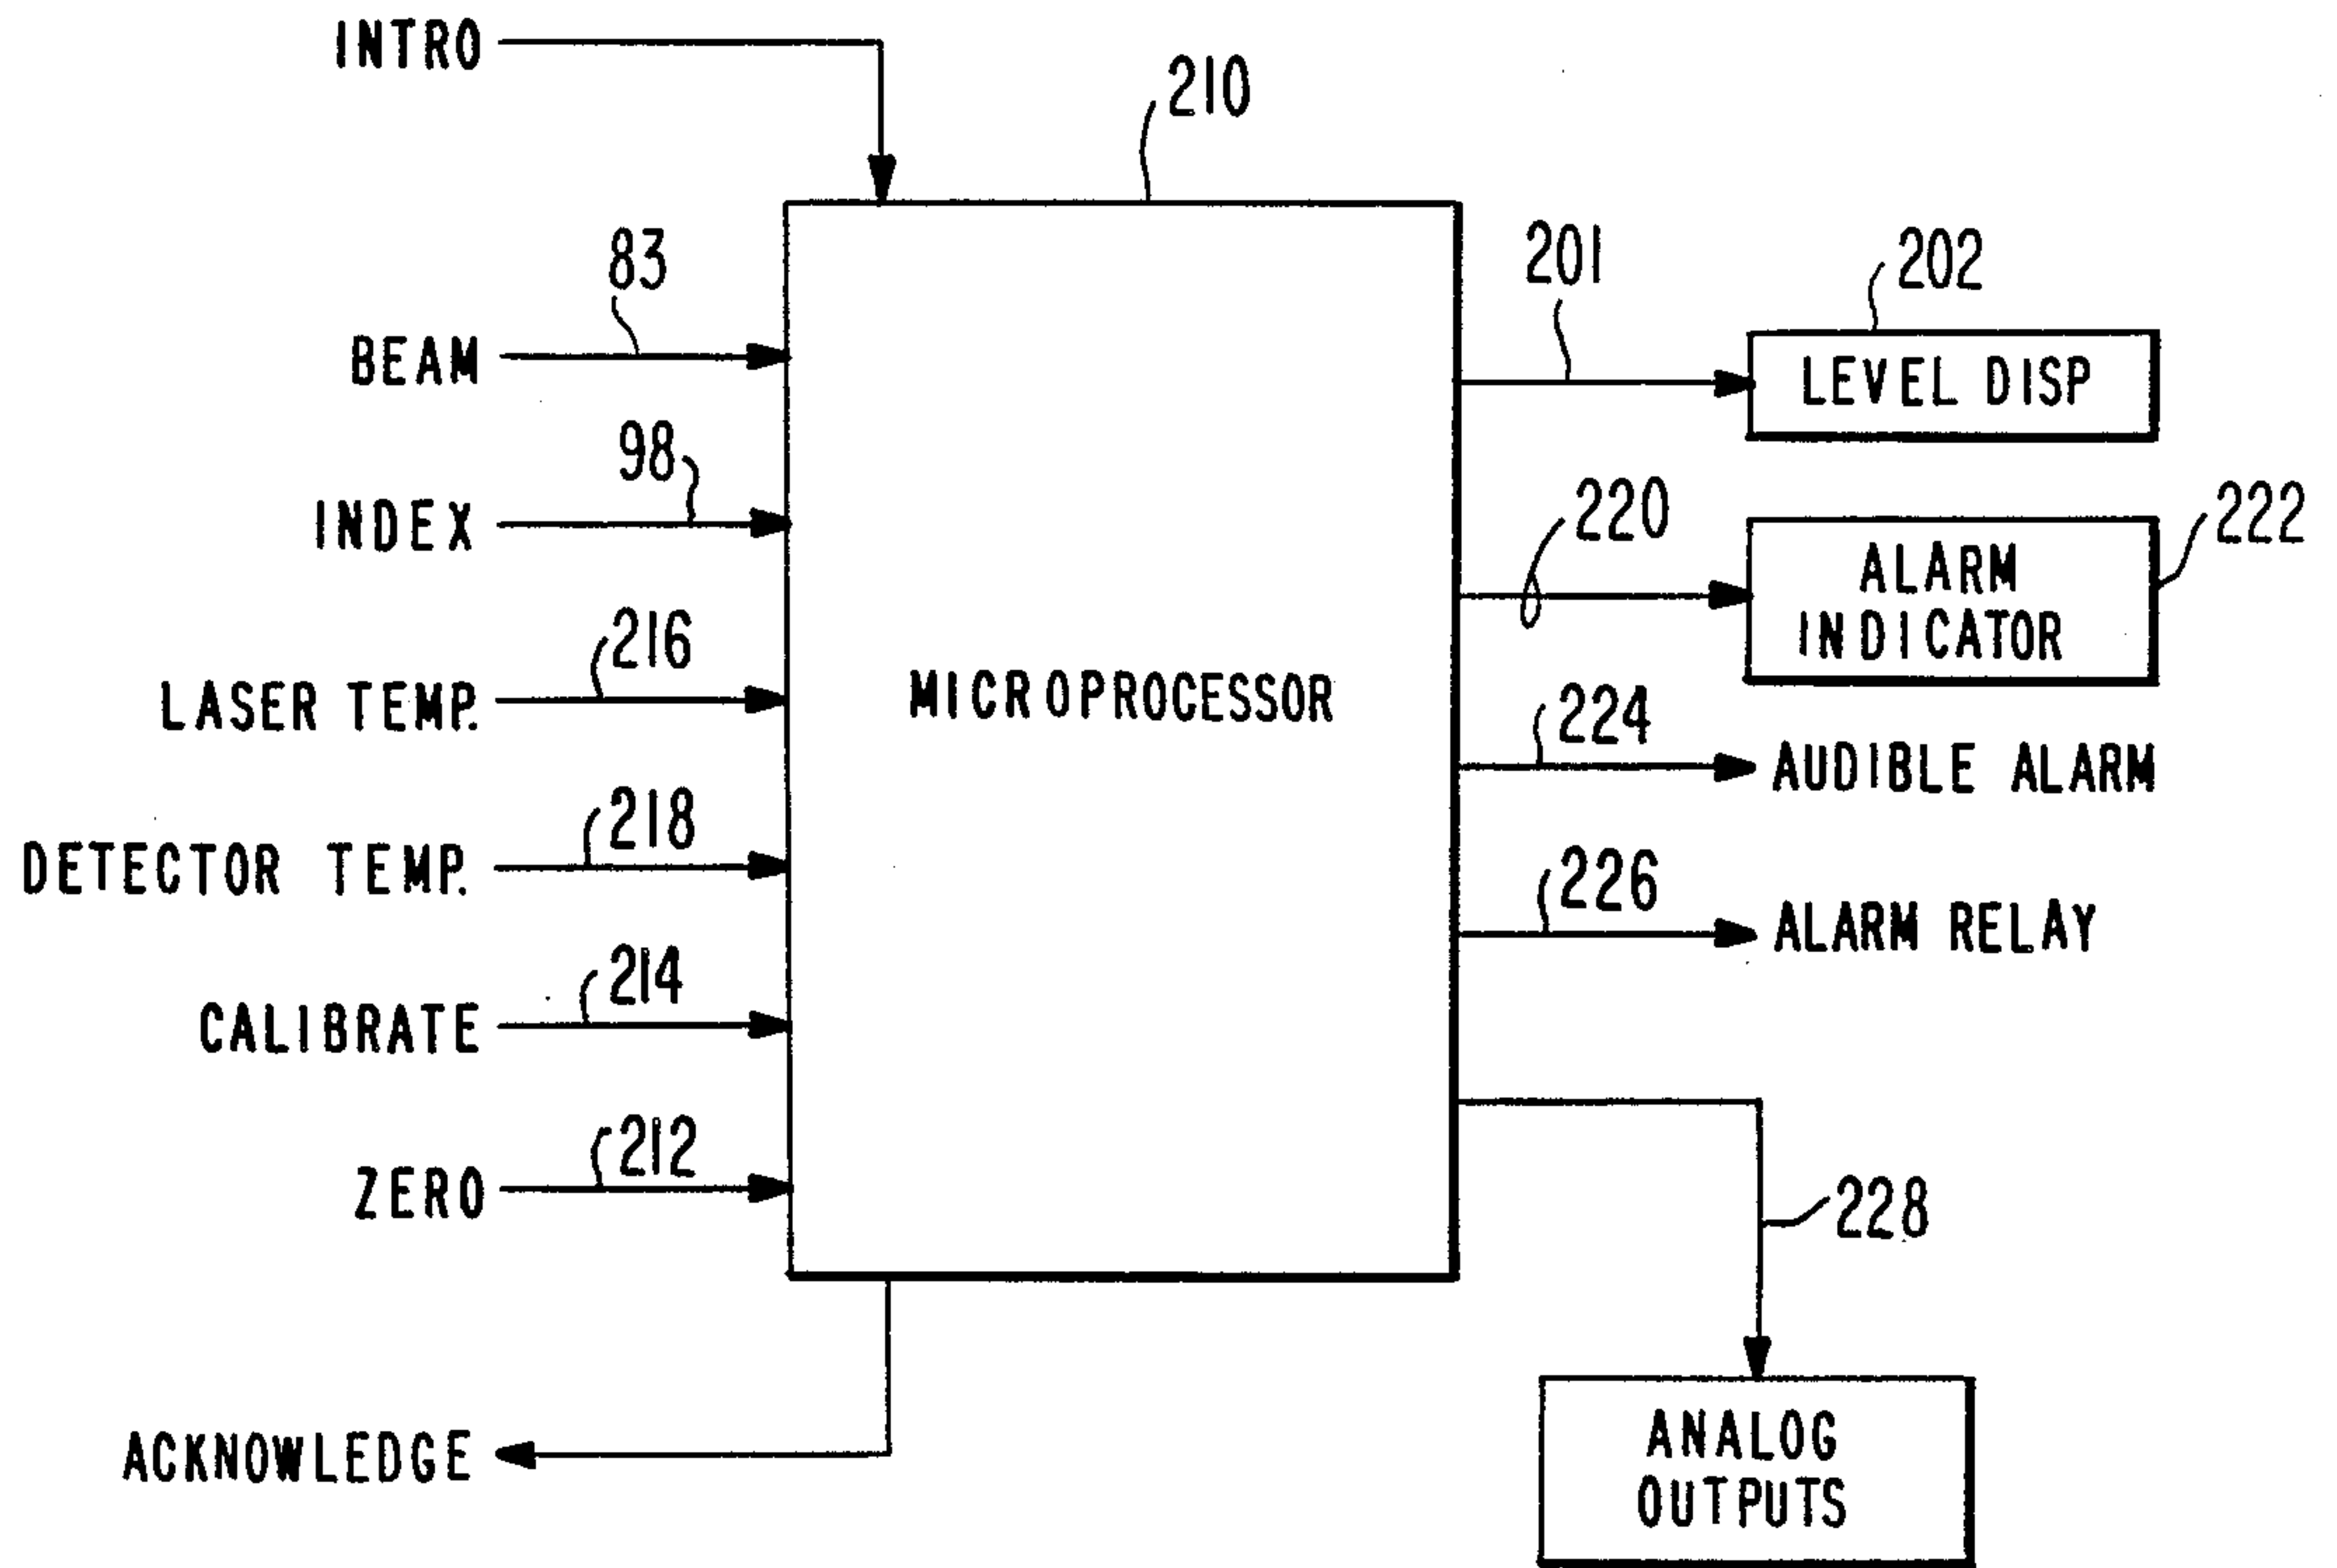 INTRO
210
83
BEAM
201
202
LEVEL DISP
98
INDEX
220
222
ALARM
INDICATOR
216
LASER TEMP.
MICROPROCESSOR
224
AUDIBLE ALARM
218
DETECTOR TEMP.
226
ALARM RELAY
214
CALIBRATE
212
ZERO
228
ACKNOWLEDGE
ANALOG
OUTPUTS